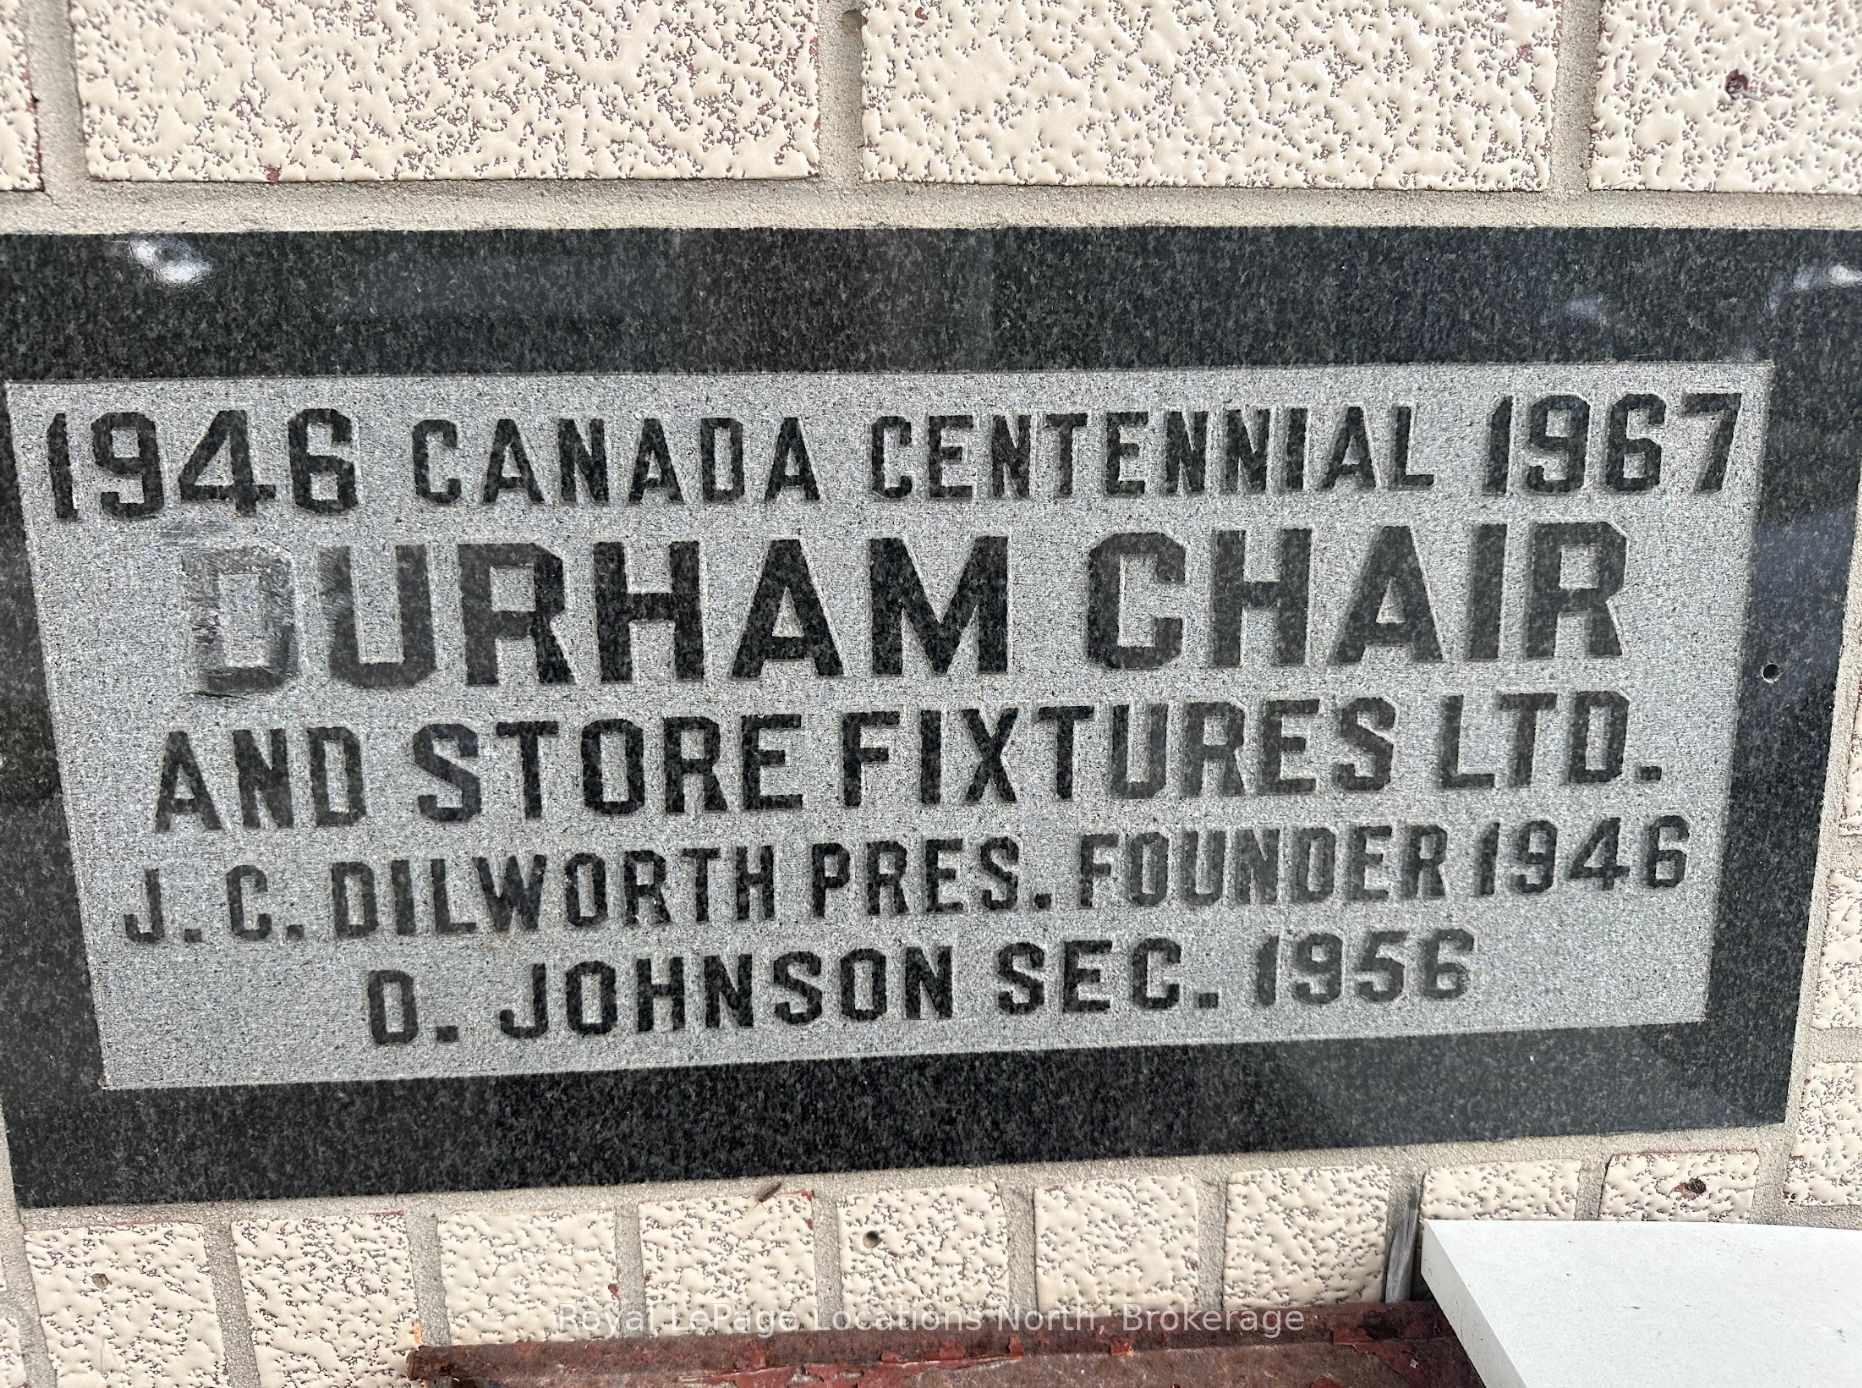 1946 CANADA CENTENNIAL 1967
DURHAM CHAIR
AND STORE FIXTURES LTD.
J.C. DILWORTH PRES. FOUNDER 1946
D. JOHNSON SEC. 1956
Royal LePage Locations North, Brokerage